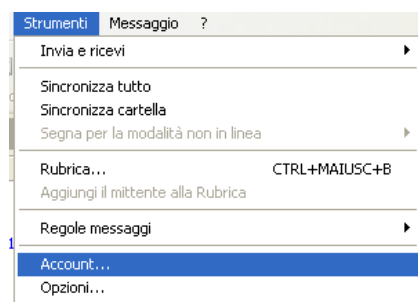 Strumenti Messaggio ?
Invia e ricevi
Sincronizza tutto
Sincronizza cartella
Segna per la modalità non in linea
Rubrica... CTRL+MAIUSC+B
Aggiungi il mittente alla Rubrica
Regole messaggi
1
Account...
Opzioni...